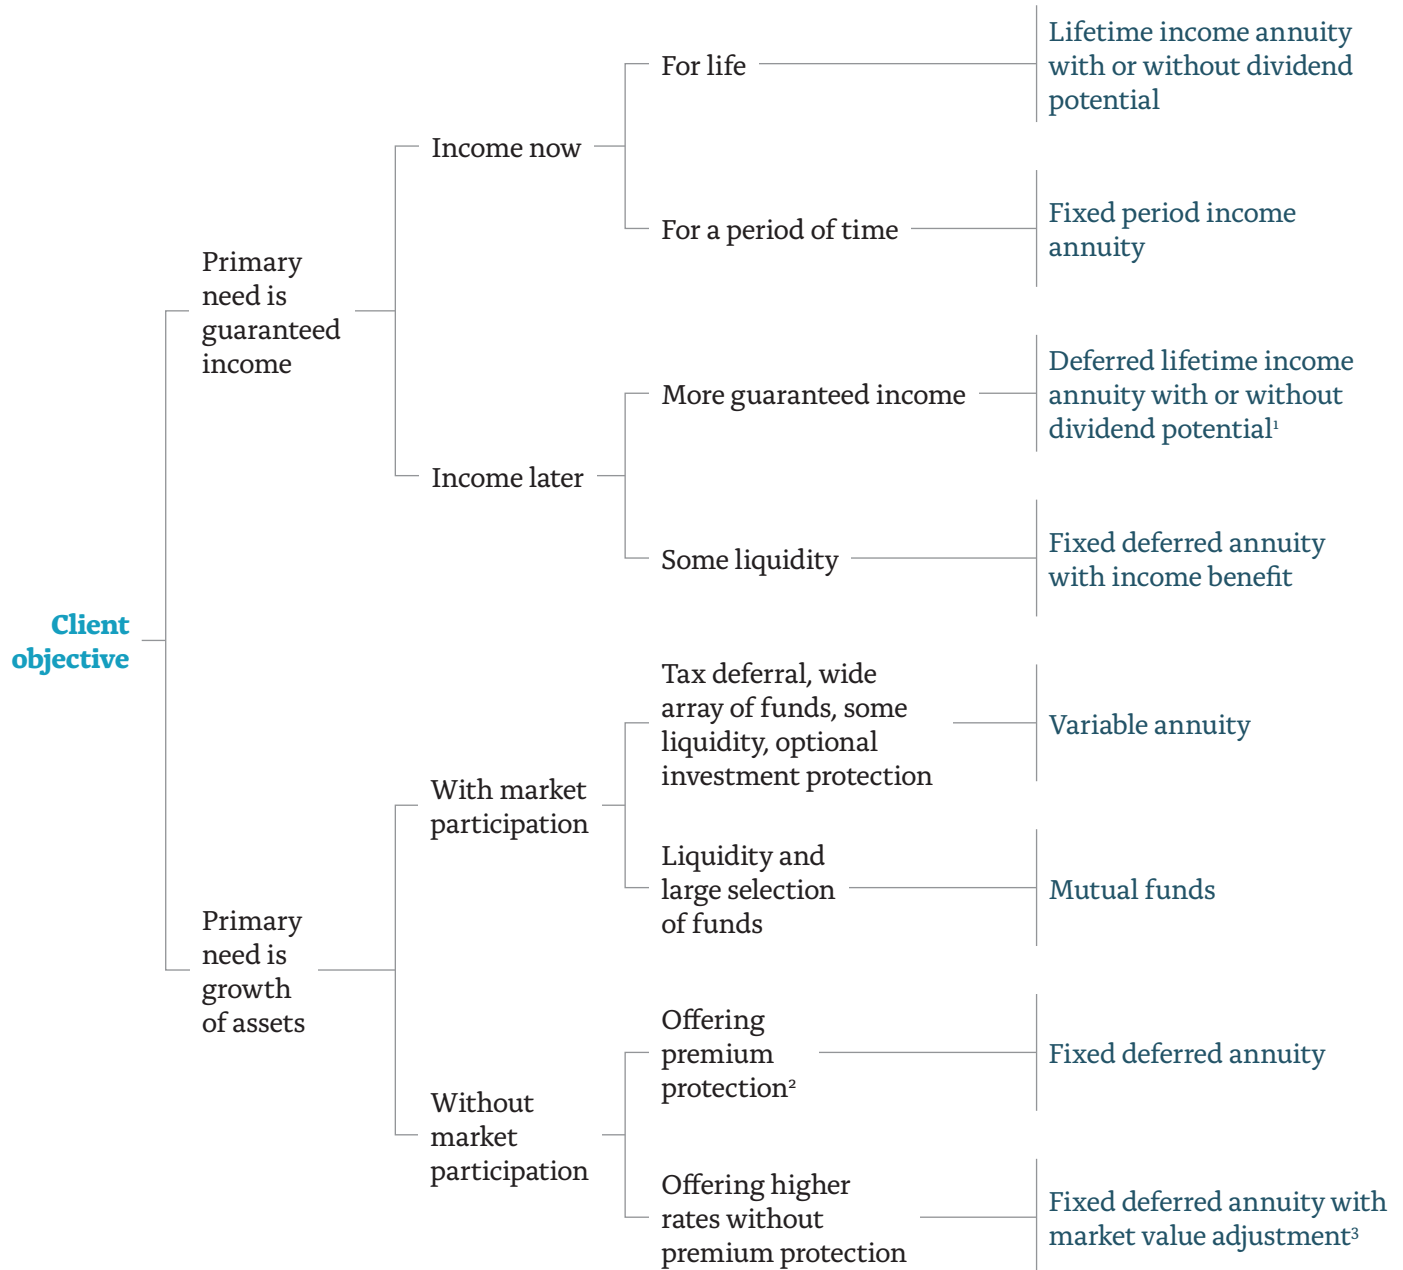 Client
objective
Primary
need is
guaranteed
income
Income now
For life
Lifetime income annuity
with or without dividend
potential
For a period of time
Fixed period income
annuity
Income later
More guaranteed income
Deferred lifetime income
annuity with or without
dividend potential¹
Some liquidity
Fixed deferred annuity
with income benefit
Primary
need is
growth
of assets
With market
participation
Tax deferral, wide
array of funds, some
liquidity, optional
investment protection
Variable annuity
Liquidity and
large selection
of funds
Mutual funds
Without
market
participation
Offering
premium
protection²
Fixed deferred annuity
Offering higher
rates without
premium protection
Fixed deferred annuity with
market value adjustment³